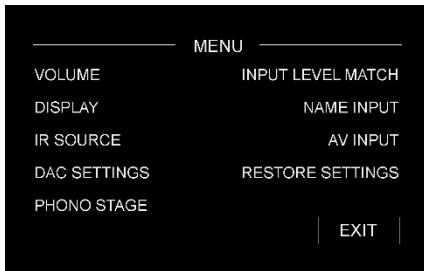 MENU
VOLUME INPUT LEVEL MATCH
DISPLAY NAME INPUT
IR SOURCE AV INPUT
DAC SETTINGS RESTORE SETTINGS
PHONO STAGE
EXIT